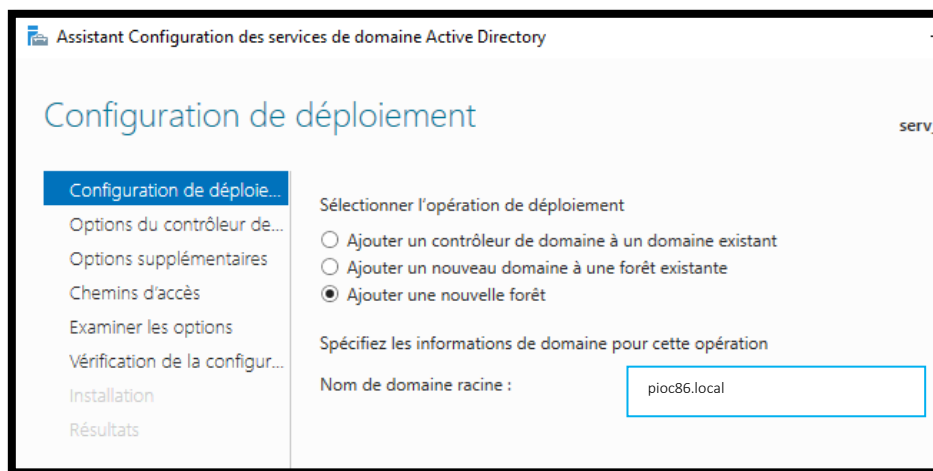 Assistant Configuration des services de domaine Active Directory
Configuration de déploiement
Configuration de déploie...
Options du contrôleur de...
Options supplémentaires
Chemins d'accès
Examiner les options
Vérification de la configur...
Installation
Résultats
Sélectionner l'opération de déploiement
Ajouter un contrôleur de domaine à un domaine existant
Ajouter un nouveau domaine à une forêt existante
Ajouter une nouvelle forêt
Spécifiez les informations de domaine pour cette opération
Nom de domaine racine : pioc86.local